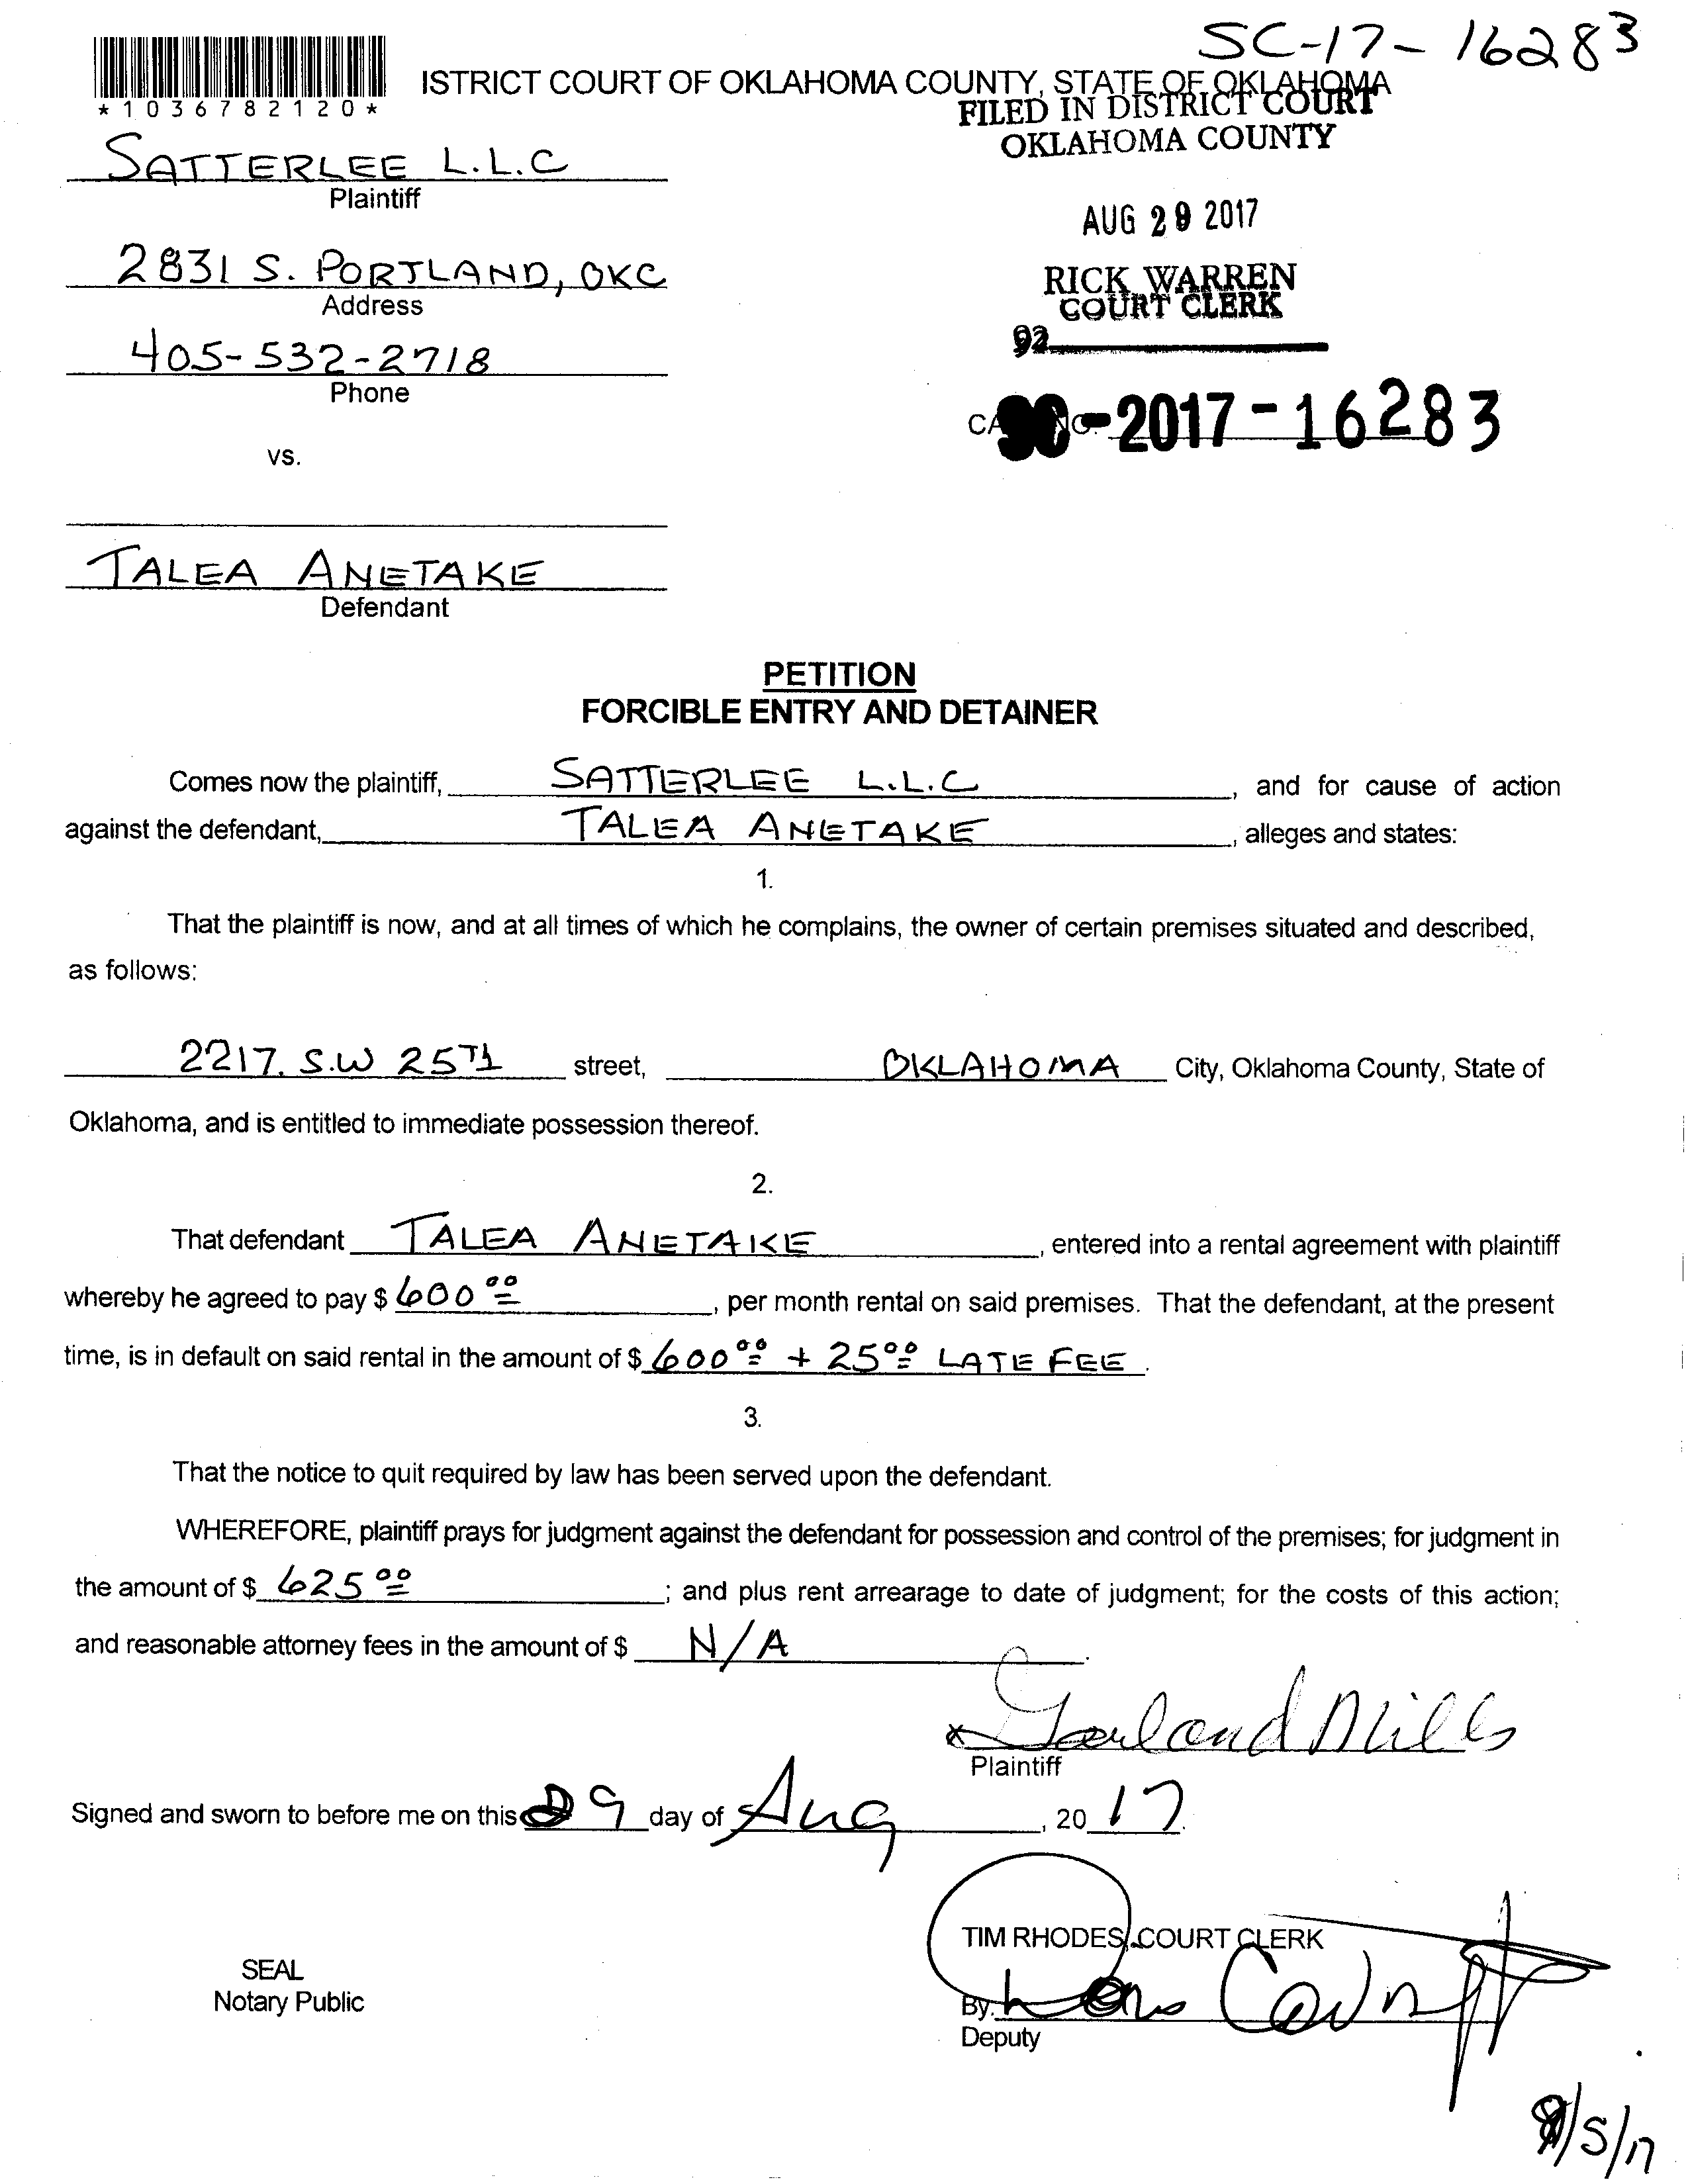 SC-17-16283
ISTRICT COURT OF OKLAHOMA COUNTY, STATE OF OKLAHOMA
*1036782120*
FILED IN DISTRICT COURT
OKLAHOMA COUNTY
SATTERLEE L.L.C
Plaintiff
AUG 29 2017
2831 S. PORTLAND, OKC
Address
RICK WARREN
COURT CLERK
92
405-532-2718
Phone
-2017-16283
vs.
TALEA ANETAKE
Defendant
PETITION
FORCIBLE ENTRY AND DETAINER
Comes now the plaintiff, SATTERLEE L.L.C, and for cause of action
against the defendant, TALEA ANETAKE, alleges and states:
1.
That the plaintiff is now, and at all times of which he complains, the owner of certain premises situated and described,
as follows:
2217. S.W 25TH street, OKLAHOMA City, Oklahoma County, State of
Oklahoma, and is entitled to immediate possession thereof.
2.
That defendant TALEA ANETAKE, entered into a rental agreement with plaintiff
whereby he agreed to pay $ 600 00, per month rental on said premises. That the defendant, at the present
time, is in default on said rental in the amount of $ 600 00 + 25 00 LATE FEE.
3.
That the notice to quit required by law has been served upon the defendant.
WHEREFORE, plaintiff prays for judgment against the defendant for possession and control of the premises; for judgment in
the amount of $ 625 00; and plus rent arrearage to date of judgment; for the costs of this action;
and reasonable attorney fees in the amount of $ N/A.
x Garland Mills
Plaintiff
Signed and sworn to before me on this 29 day of Aug, 2017.
TIM RHODES, COURT CLERK
SEAL
Notary Public
By:
Deputy
/5/17